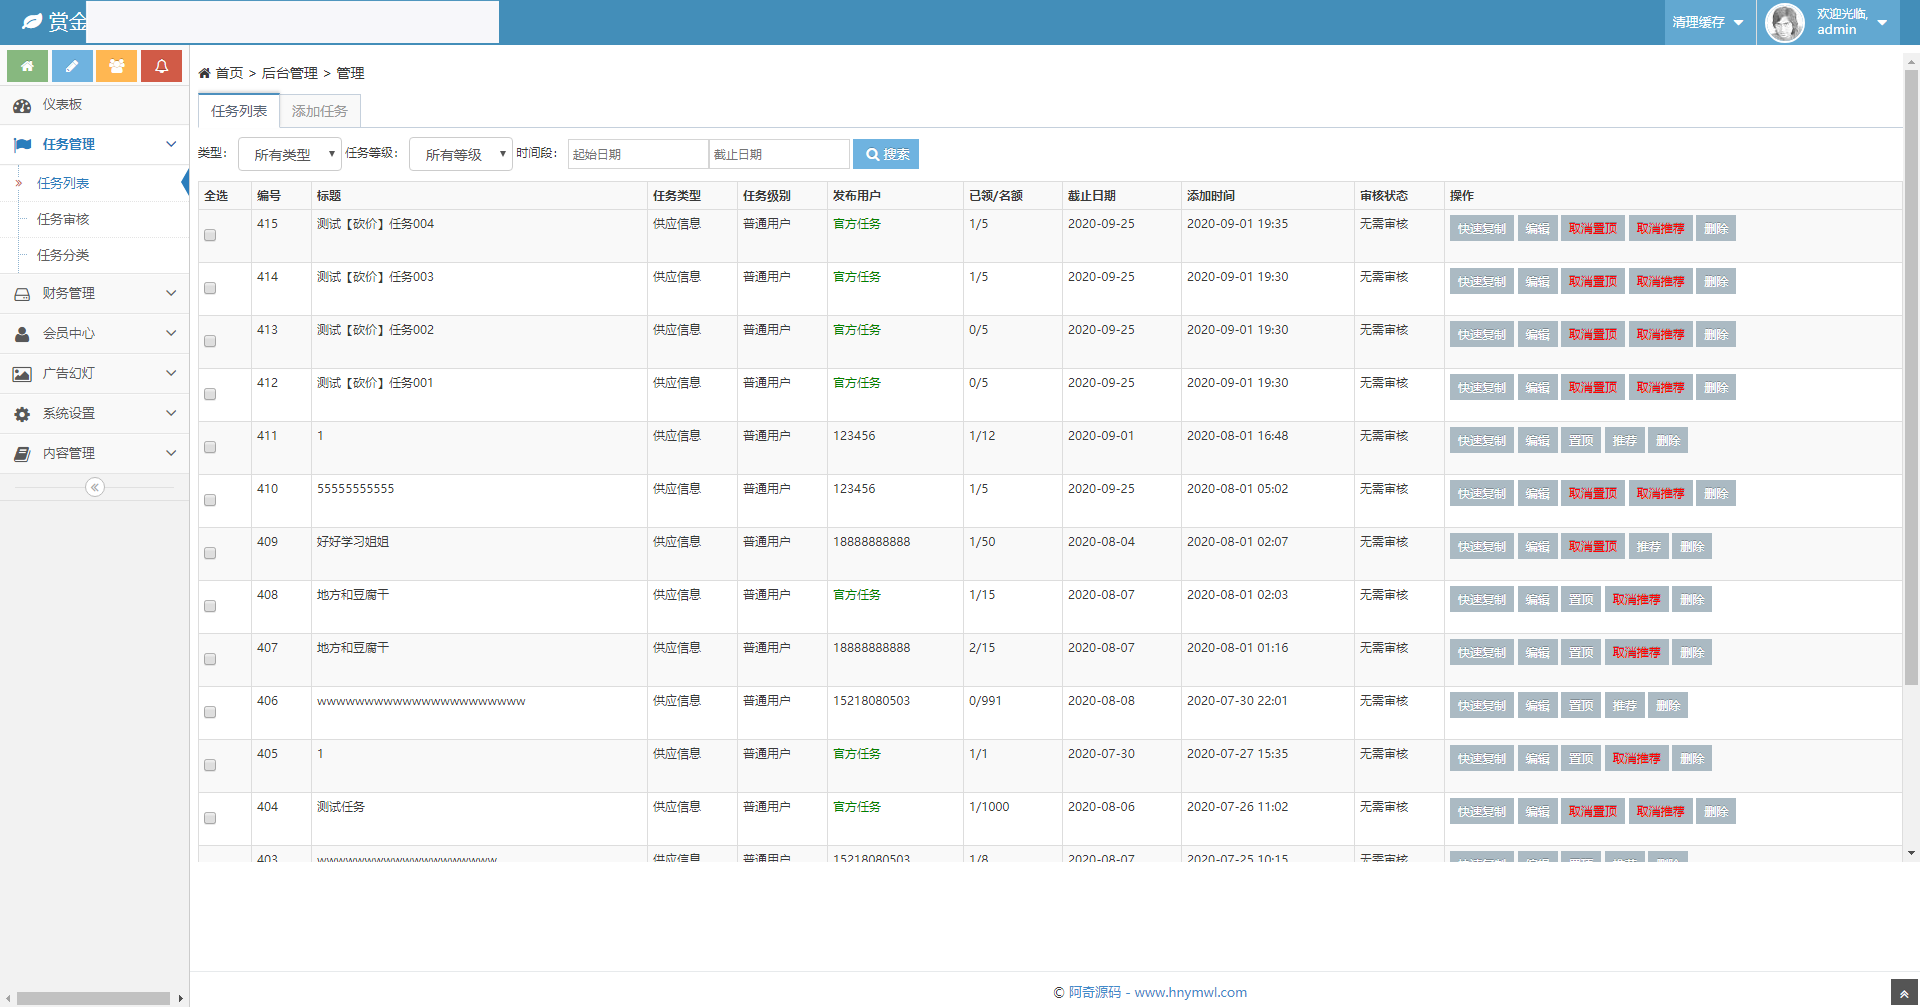 赏金
清理缓存
欢迎光临,
admin
首页 > 后台管理 > 管理
仪表板
任务管理
任务列表
任务审核
任务分类
财务管理
会员中心
广告幻灯
系统设置
内容管理
任务列表 添加任务
类型: 所有类型 任务等级: 所有等级 时间段: 起始日期 截止日期 搜索
全选 编号 标题 任务类型 任务级别 发布用户 已领/名额 截止日期 添加时间 审核状态 操作
415 测试【砍价】任务004 供应信息 普通用户 官方任务 1/5 2020-09-25 2020-09-01 19:35 无需审核 快速复制 编辑 取消置顶 取消推荐 删除
414 测试【砍价】任务003 供应信息 普通用户 官方任务 1/5 2020-09-25 2020-09-01 19:30 无需审核 快速复制 编辑 取消置顶 取消推荐 删除
413 测试【砍价】任务002 供应信息 普通用户 官方任务 0/5 2020-09-25 2020-09-01 19:30 无需审核 快速复制 编辑 取消置顶 取消推荐 删除
412 测试【砍价】任务001 供应信息 普通用户 官方任务 0/5 2020-09-25 2020-09-01 19:30 无需审核 快速复制 编辑 取消置顶 取消推荐 删除
411 1 供应信息 普通用户 123456 1/12 2020-09-01 2020-08-01 16:48 无需审核 快速复制 编辑 置顶 推荐 删除
410 55555555555 供应信息 普通用户 123456 1/5 2020-09-25 2020-08-01 05:02 无需审核 快速复制 编辑 取消置顶 取消推荐 删除
409 好好学习姐姐 供应信息 普通用户 18888888888 1/50 2020-08-04 2020-08-01 02:07 无需审核 快速复制 编辑 取消置顶 推荐 删除
408 地方和豆腐干 供应信息 普通用户 官方任务 1/15 2020-08-07 2020-08-01 02:03 无需审核 快速复制 编辑 置顶 取消推荐 删除
407 地方和豆腐干 供应信息 普通用户 18888888888 2/15 2020-08-07 2020-08-01 01:16 无需审核 快速复制 编辑 置顶 取消推荐 删除
406 wwwwwwwwwwwwwwwwwwwwww 供应信息 普通用户 15218080503 0/991 2020-08-08 2020-07-30 22:01 无需审核 快速复制 编辑 置顶 推荐 删除
405 1 供应信息 普通用户 官方任务 1/1 2020-07-30 2020-07-27 15:35 无需审核 快速复制 编辑 置顶 取消推荐 删除
404 测试任务 供应信息 普通用户 官方任务 1/1000 2020-08-06 2020-07-26 11:02 无需审核 快速复制 编辑 取消置顶 取消推荐 删除
403 wwwwwwwwwwwwwwwwwww 供应信息 普通用户 15218080503 1/8 2020-08-07 2020-07-25 10:15 无需审核 快速复制 编辑 置顶 推荐 删除
© 阿奇源码 - www.hnymwl.com